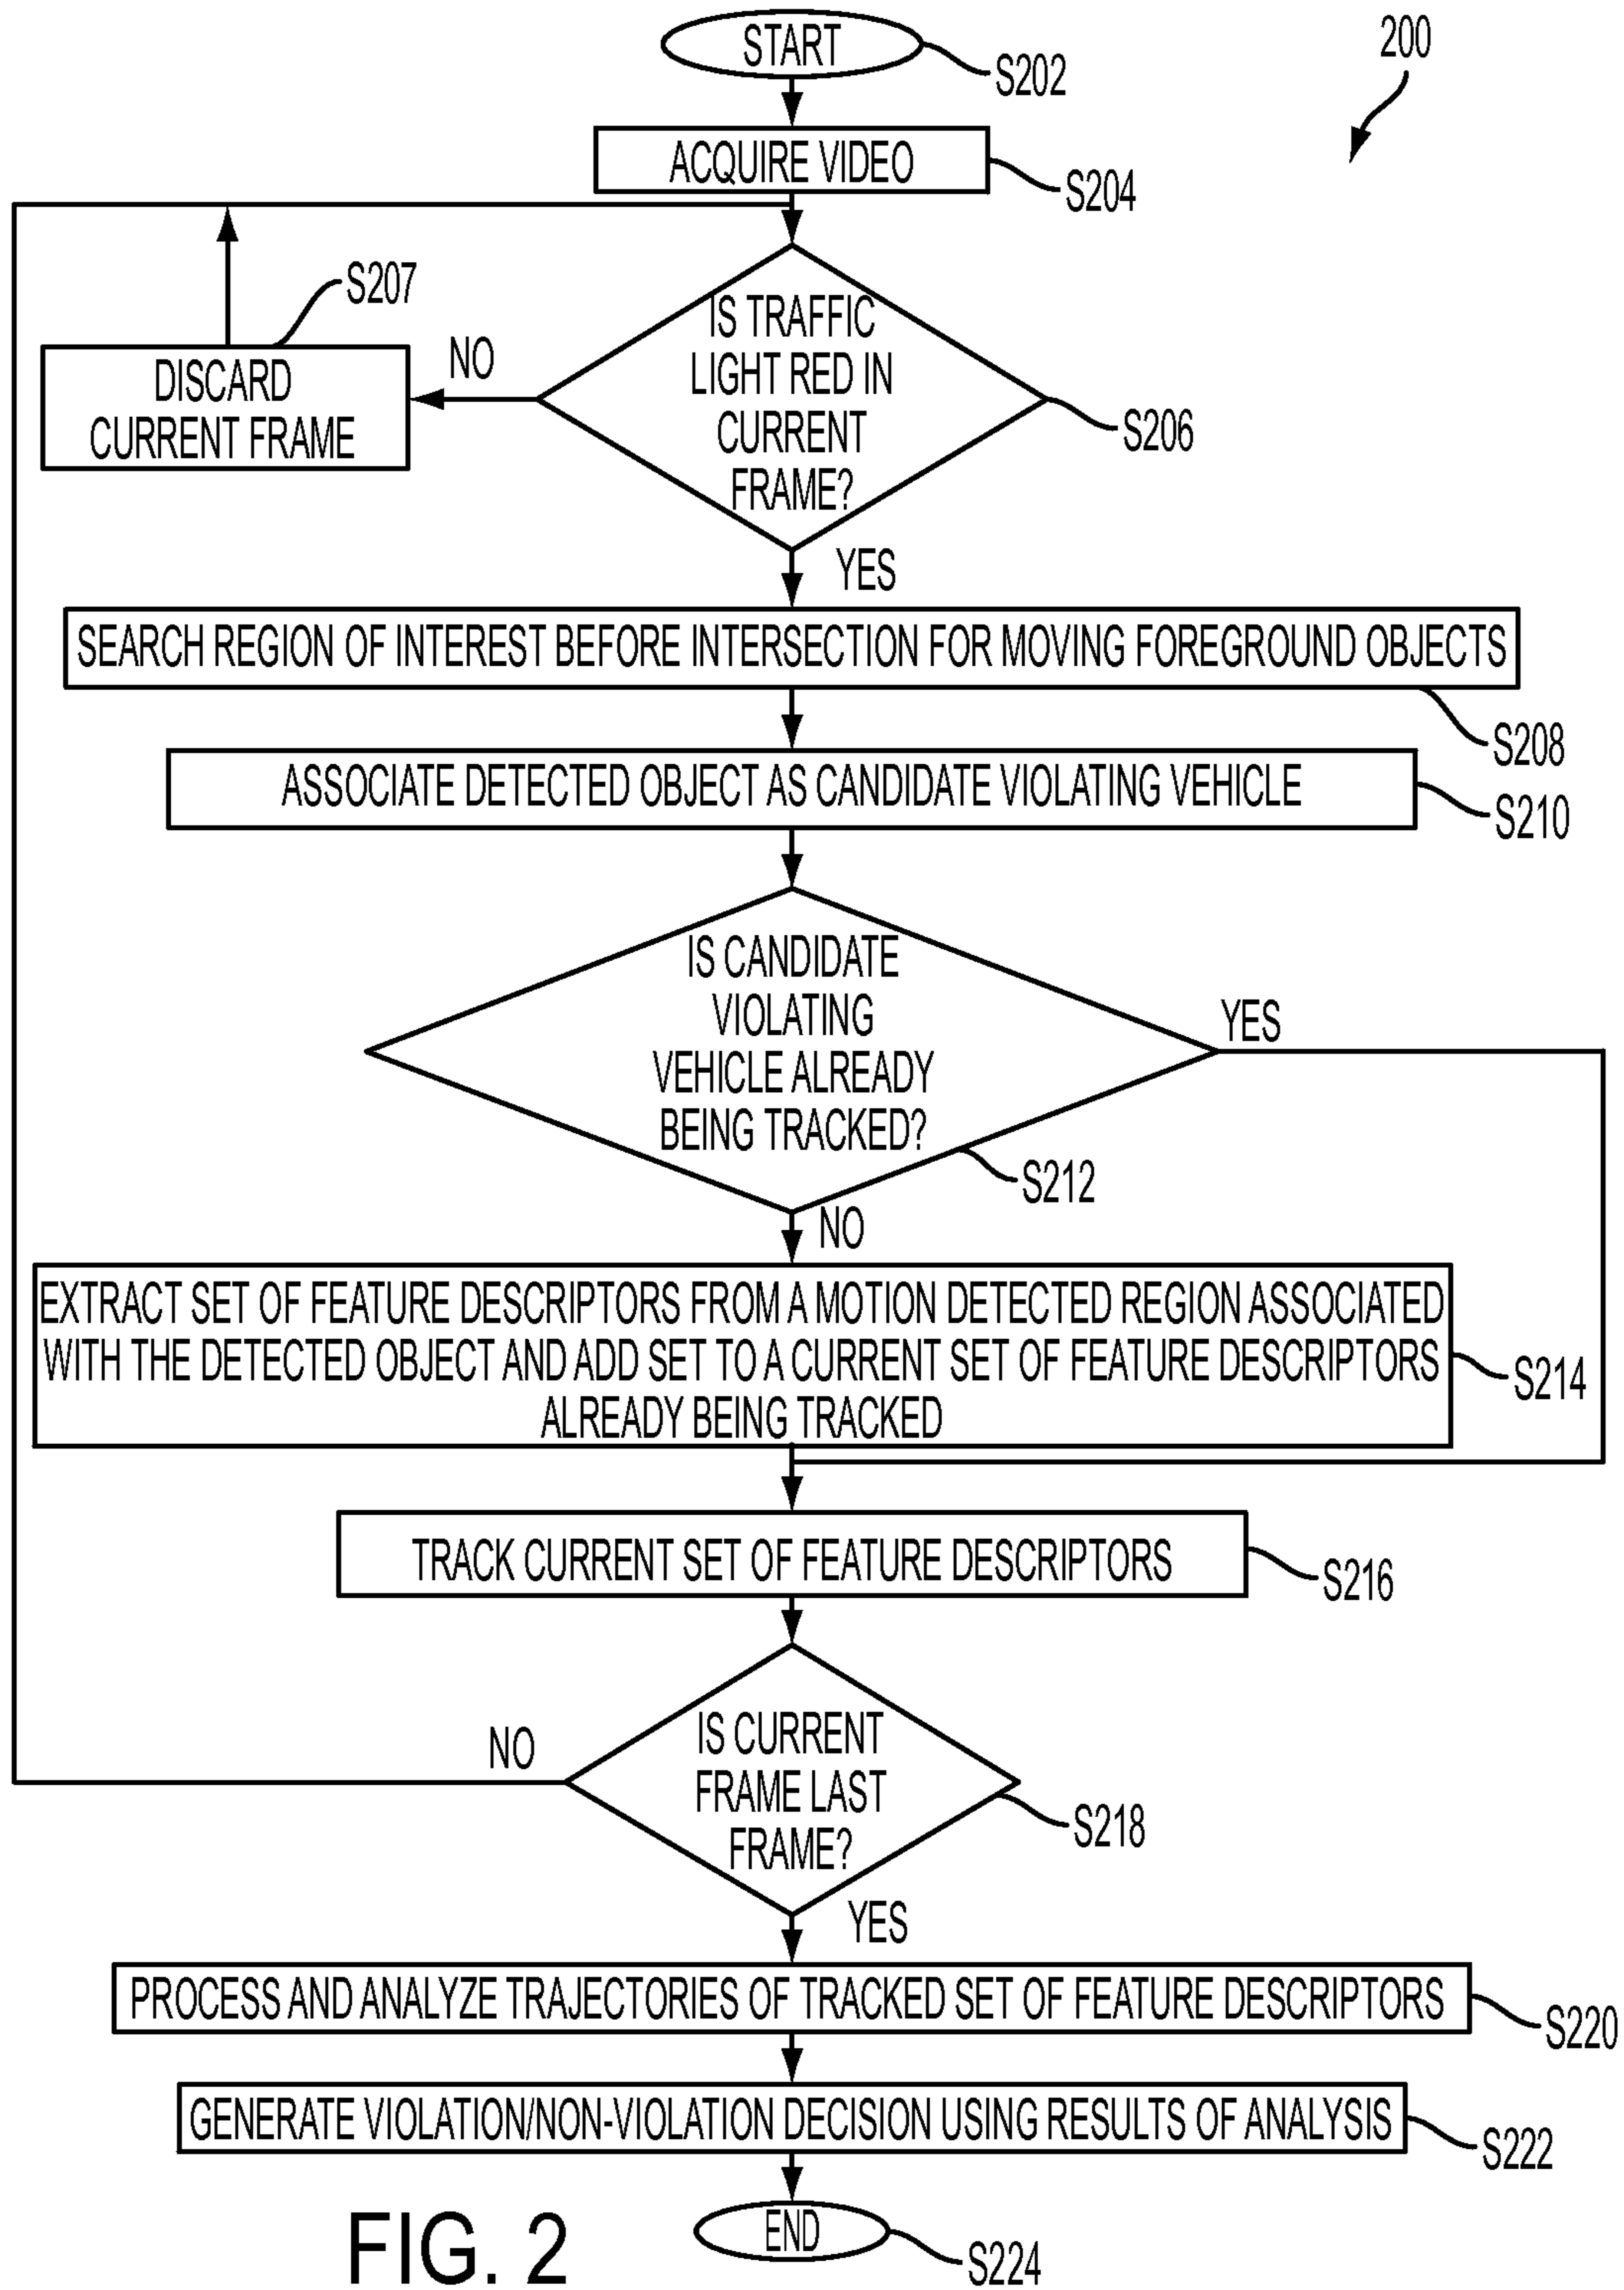 START
S202
200
ACQUIRE VIDEO
S204
S207
IS TRAFFIC
LIGHT RED IN
CURRENT
FRAME?
NO
DISCARD
CURRENT FRAME
S206
YES
SEARCH REGION OF INTEREST BEFORE INTERSECTION FOR MOVING FOREGROUND OBJECTS
S208
ASSOCIATE DETECTED OBJECT AS CANDIDATE VIOLATING VEHICLE
S210
IS CANDIDATE
VIOLATING
VEHICLE ALREADY
BEING TRACKED?
YES
S212
NO
EXTRACT SET OF FEATURE DESCRIPTORS FROM A MOTION DETECTED REGION ASSOCIATED
WITH THE DETECTED OBJECT AND ADD SET TO A CURRENT SET OF FEATURE DESCRIPTORS
ALREADY BEING TRACKED
S214
TRACK CURRENT SET OF FEATURE DESCRIPTORS
S216
NO
IS CURRENT
FRAME LAST
FRAME?
S218
YES
PROCESS AND ANALYZE TRAJECTORIES OF TRACKED SET OF FEATURE DESCRIPTORS
S220
GENERATE VIOLATION/NON-VIOLATION DECISION USING RESULTS OF ANALYSIS
S222
END
S224
FIG. 2